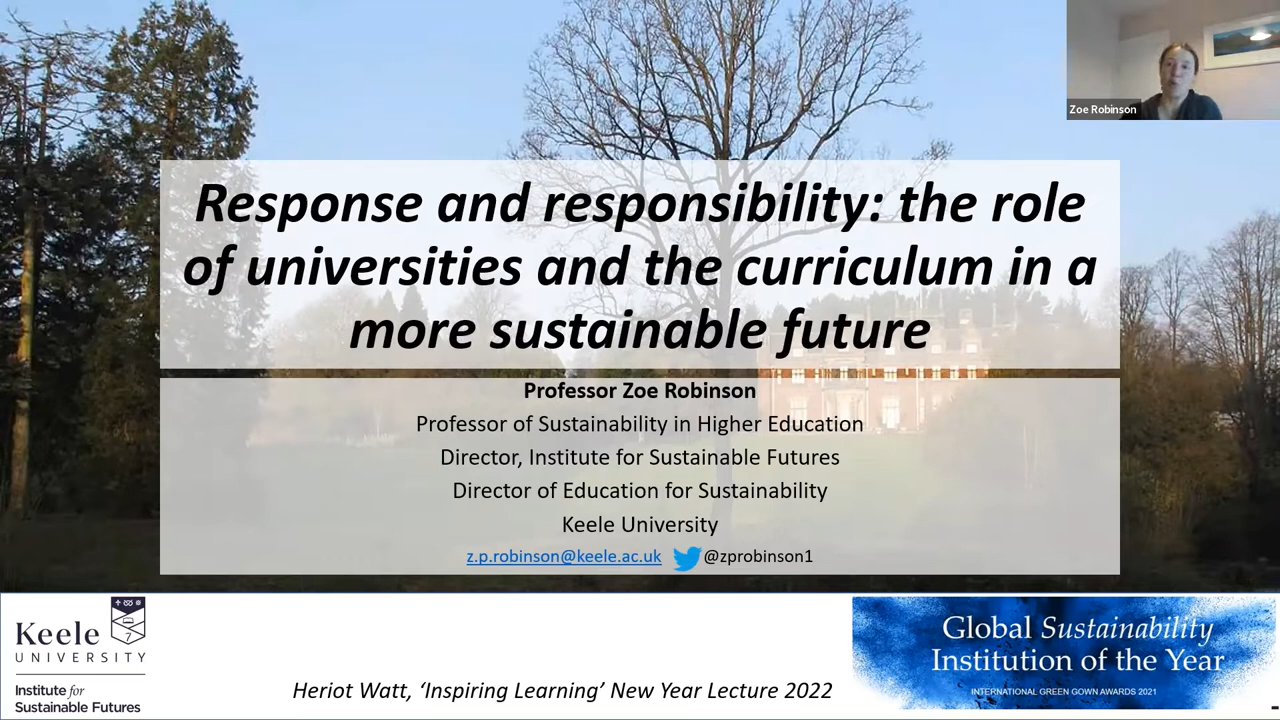 Zoe Robinson
Response and responsibility: the role
of universities and the curriculum in a
more sustainable future
Professor Zoe Robinson
Professor of Sustainability in Higher Education
Director, Institute for Sustainable Futures
Director of Education for Sustainability
Keele University
z.p.robinson@keele.ac.uk @zprobinson1
Keele
UNIVERSITY
Institute for
Sustainable Futures
Heriot Watt, ‘Inspiring Learning’ New Year Lecture 2022
Global Sustainability
Institution of the Year
INTERNATIONAL GREEN GOWN AWARDS 2021